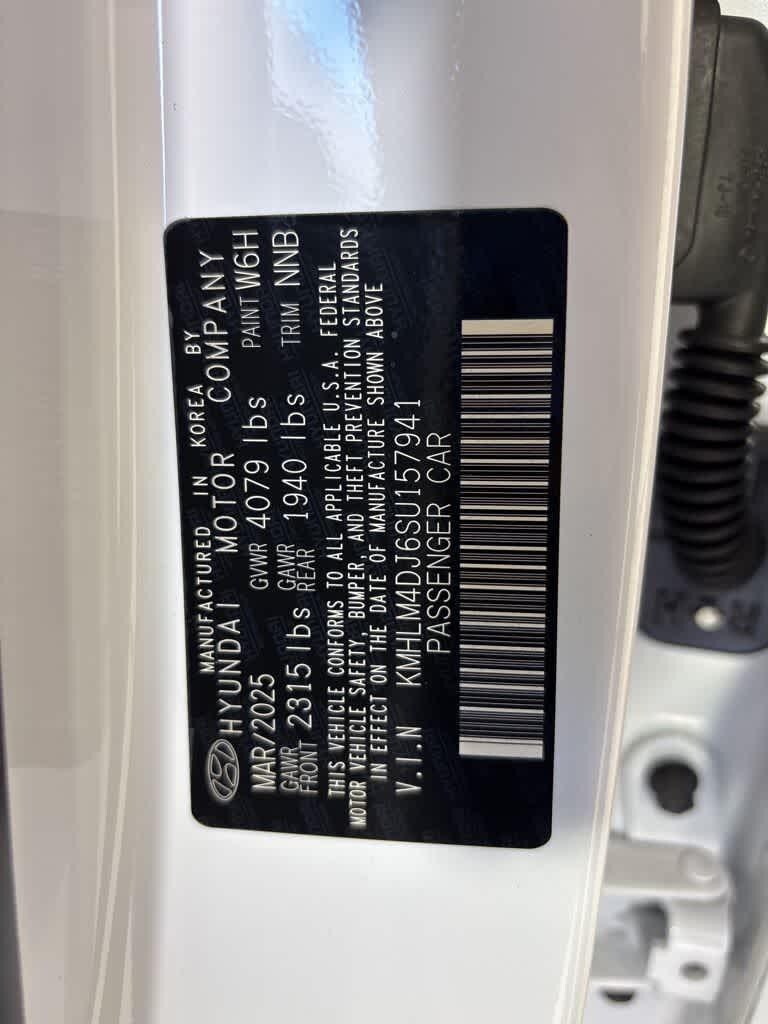 MANUFACTURED IN KOREA BY
HYUNDAI MOTOR COMPANY
MAR/2025 GVWR 4079 lbs PAINT W6H
GAWR FRONT 2315 lbs GAWR REAR 1940 lbs TRIM NNB
THIS VEHICLE CONFORMS TO ALL APPLICABLE U.S.A. FEDERAL
MOTOR VEHICLE SAFETY, BUMPER, AND THEFT PREVENTION STANDARDS
IN EFFECT ON THE DATE OF MANUFACTURE SHOWN ABOVE
V.I.N KMHLM4DJ6SU157941
PASSENGER CAR